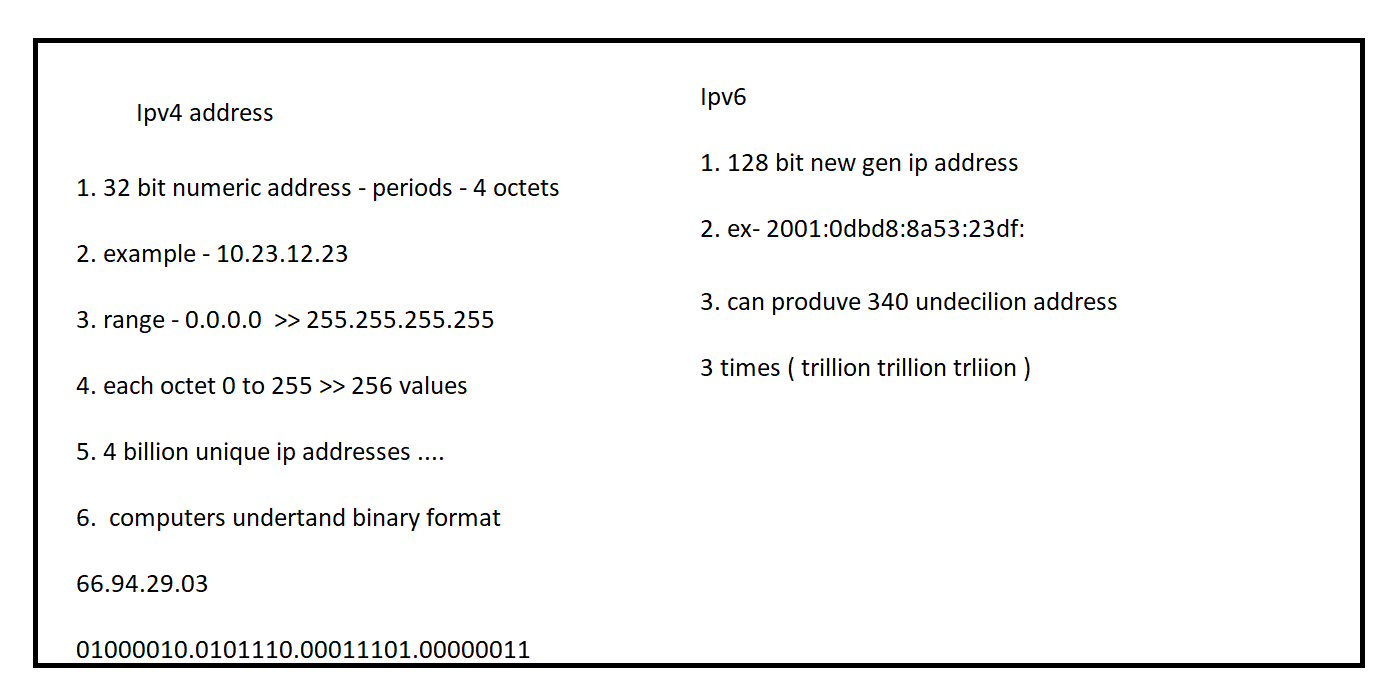 Ipv4 address
1. 32 bit numeric address - periods - 4 octets
2. example - 10.23.12.23
3. range - 0.0.0.0  >> 255.255.255.255
4. each octet 0 to 255 >> 256 values
5. 4 billion unique ip addresses ....
6.  computers undertand binary format
66.94.29.03
01000010.0101110.00011101.00000011
Ipv6
1. 128 bit new gen ip address
2. ex- 2001:0dbd8:8a53:23df:
3. can produve 340 undecilion address
3 times ( trillion trillion trliion )